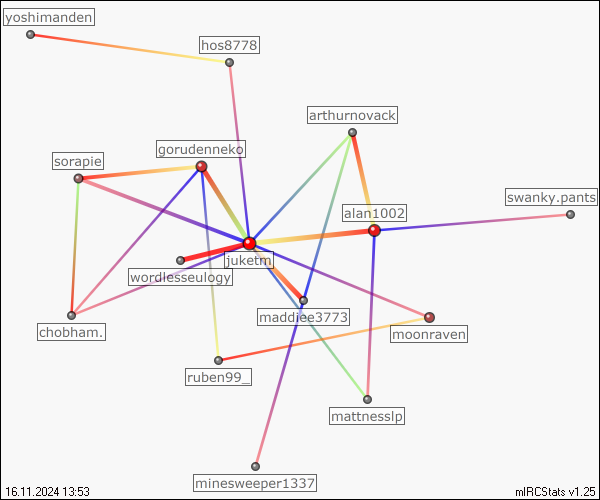 yoshimanden
hos8778
arthurnovack
gorudenneko
sorapie
swanky.pants
alan1002
juketm
wordlesseulogy
maddiee3773
chobham.
moonraven
ruben99_
mattnesslp
minesweeper1337
16.11.2024 13:53
mIRCStats v1.25